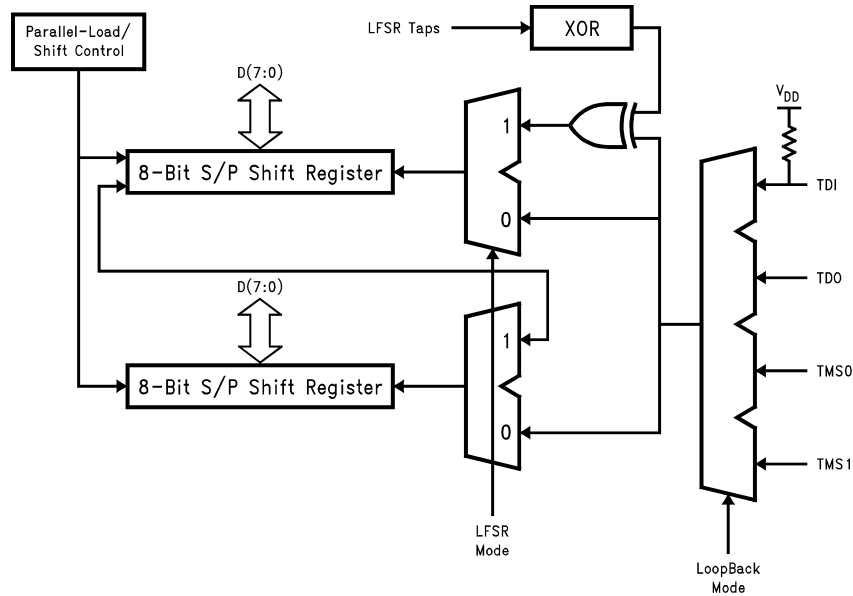 Parallel-Load/
Shift Control
LFSR Taps
XOR
D(7:0)
VDD
1
8-Bit S/P Shift Register
TDI
0
TDO
D(7:0)
1
TMS0
8-Bit S/P Shift Register
0
TMS1
LFSR
Mode
LoopBack
Mode